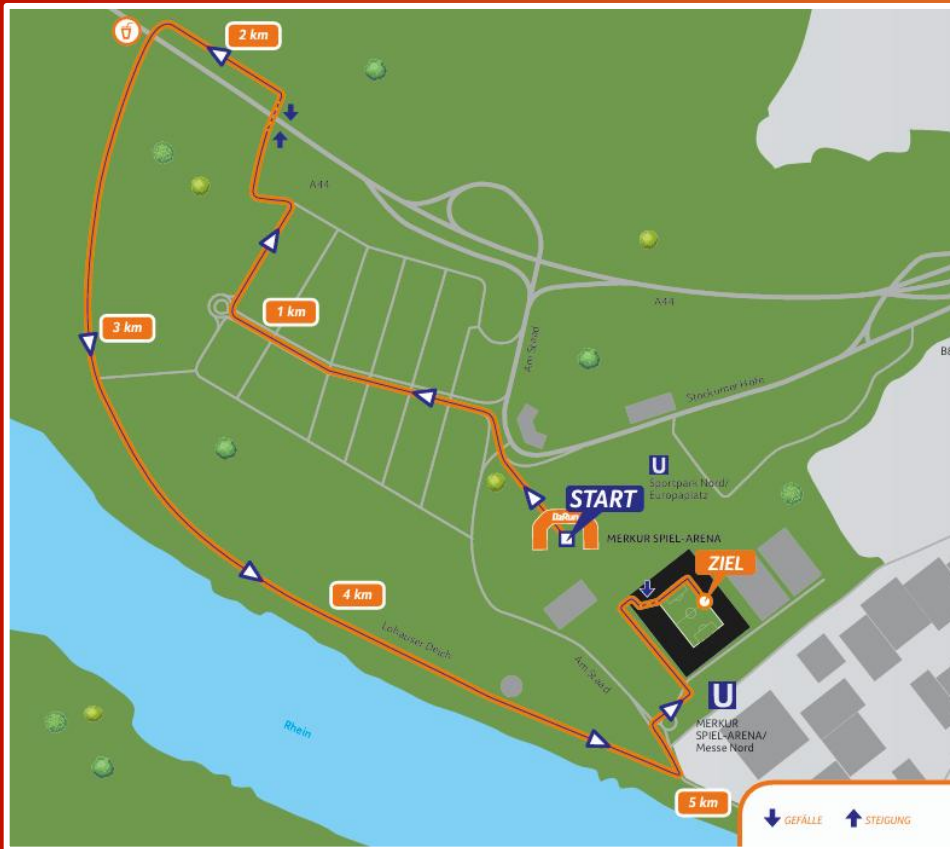 2 km
A44
1 km
3 km
A44
Am Staad
Stockumer Höfe
U
Sportpark Nord/
Europaplatz
START
MERKUR SPIEL-ARENA
ZIEL
4 km
Lohauser Deich
Am Staad
U
MERKUR
SPIEL-ARENA/
Messe Nord
Rhein
5 km
GEFÄLLE
STEIGUNG